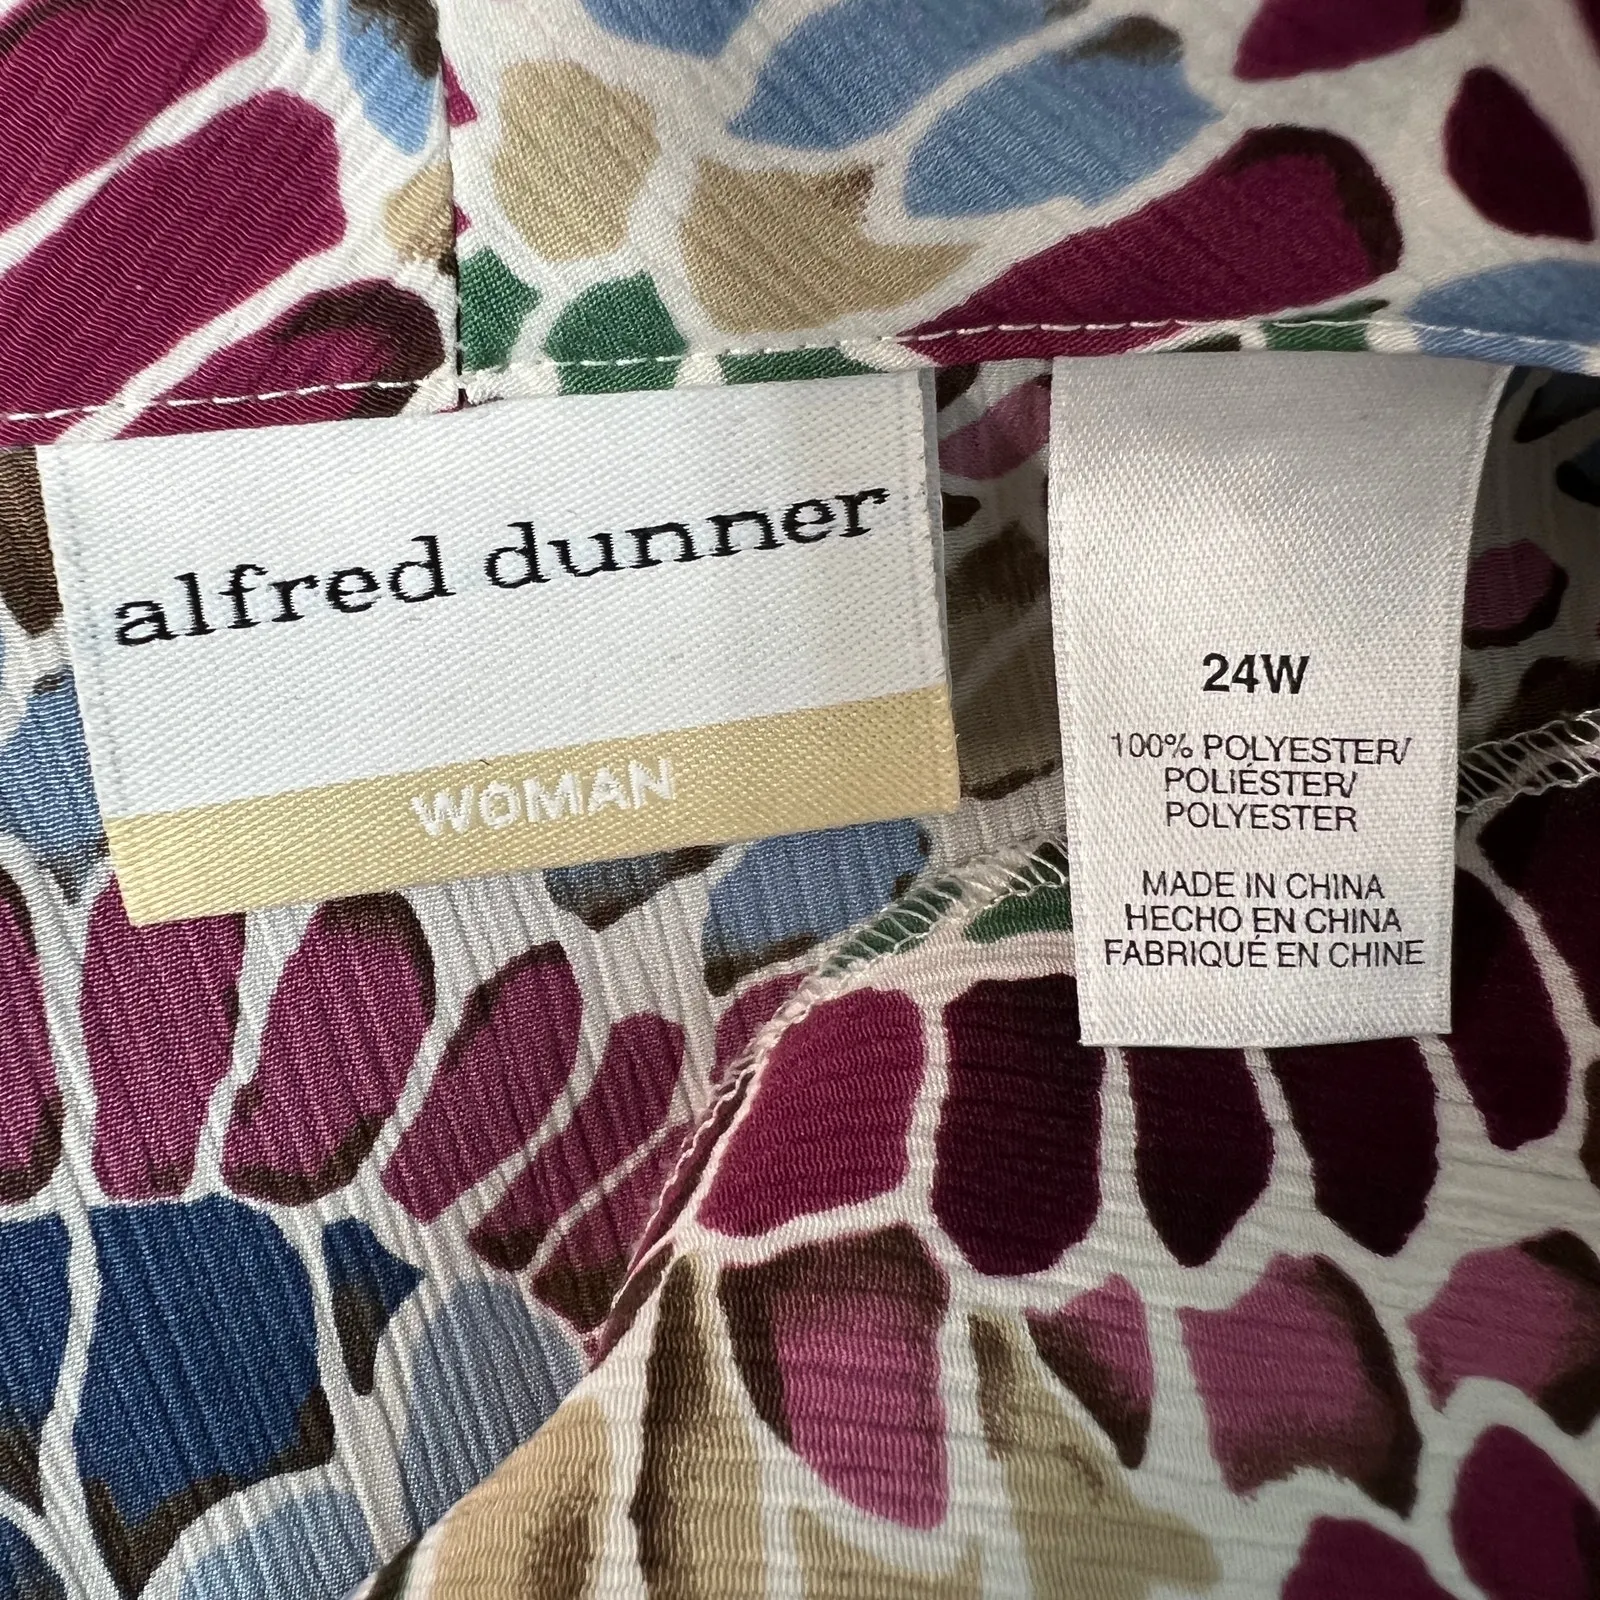 alfred dunner
WOMAN
24W
100% POLYESTER/
POLIÉSTER/
POLYESTER
MADE IN CHINA
HECHO EN CHINA
FABRIQUÉ EN CHINE